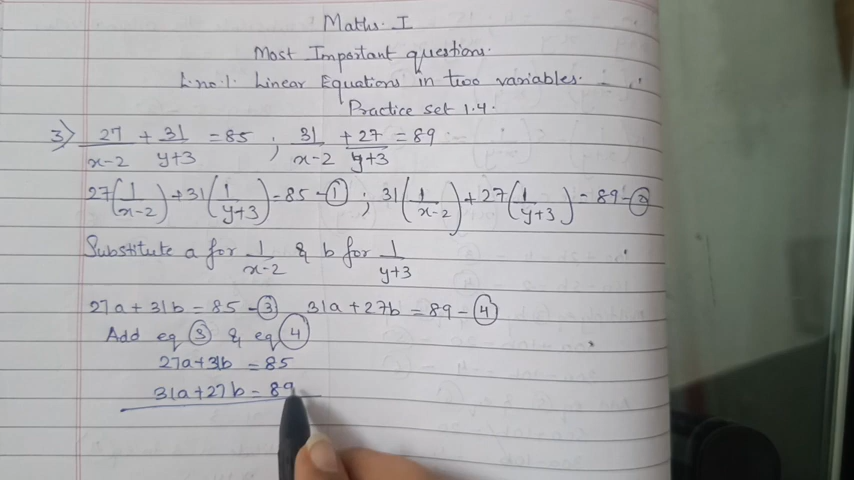 Maths. I
Most Important questions.
L.no.1. Linear Equations in two variables.
Practice set 1.4.
3) 27/(x-2) + 31/(y+3) = 85 ; 31/(x-2) + 27/(y+3) = 89
27(1/(x-2)) + 31(1/(y+3)) = 85 - ① ; 31(1/(x-2)) + 27(1/(y+3)) = 89 - ②
Substitute a for 1/(x-2) & b for 1/(y+3)
27a + 31b = 85 - ③ 31a + 27b = 89 - ④
Add eq ③ & eq ④
27a + 31b = 85
31a + 27b = 89